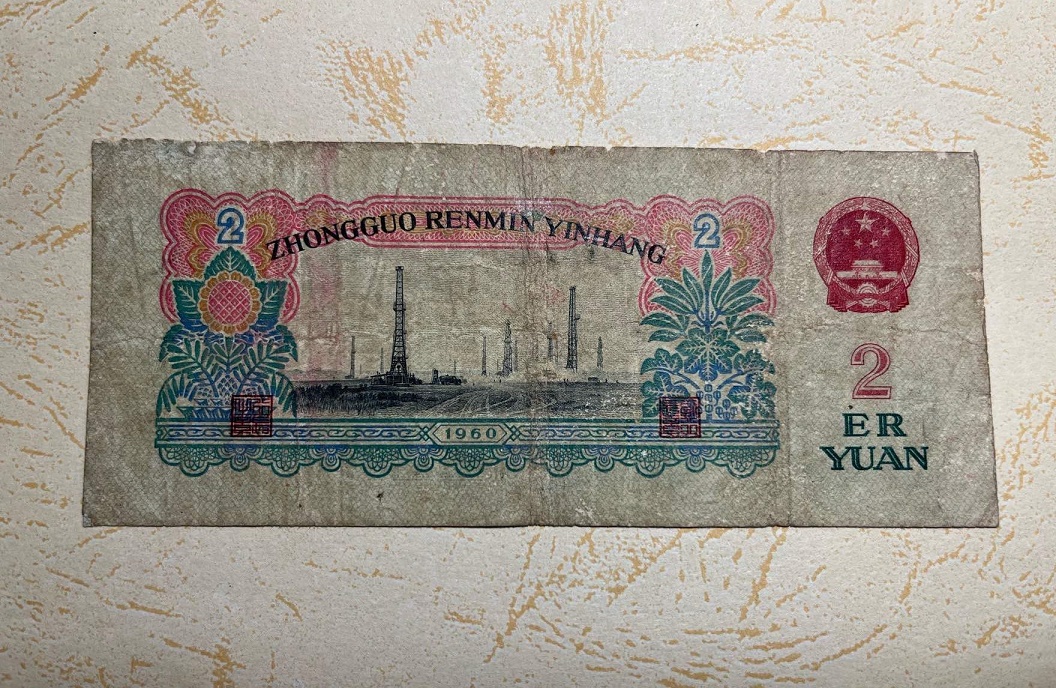 2
2
ZHONGGUO RENMIN YINHANG
1960
2
ER
YUAN